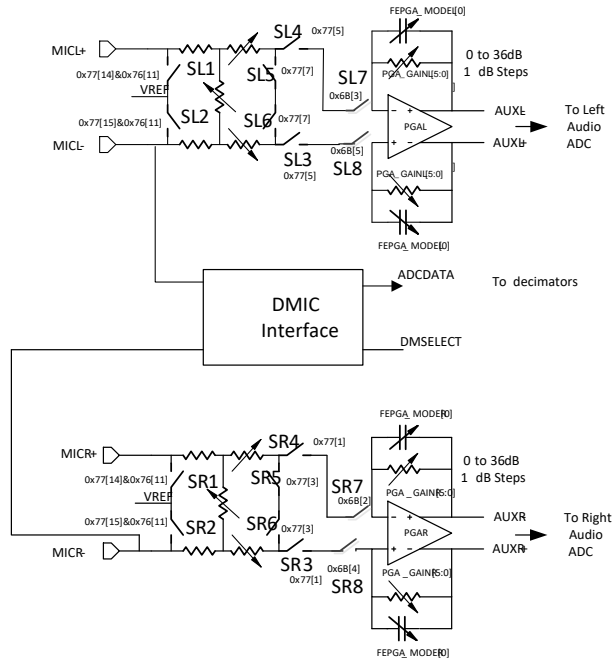 SL4 0x77[5]
FEPGA_MODEL[0]
MICL+
0 to 36dB
1 dB Steps
SL1
SL5
0x77[7]
PGA_GAINL[5:0]
0x77[14]&0x76[11]
SL7
0x6B[3]
VREF
AUXL-
To Left
Audio
ADC
PGAL
AUXL+
0x77[15]&0x76[11]
SL2
SL6
0x77[7]
0x6B[5]
MICL-
SL3
0x77[5]
SL8
PGA_GAINL[5:0]
FEPGA_MODEL[0]
DMIC
Interface
ADCDATA
To decimators
DMSELECT
FEPGA_MODER[0]
SR4
0x77[1]
MICR+
0 to 36dB
1 dB Steps
0x77[14]&0x76[11]
SR1
SR5
0x77[3]
SR7
PGA_GAINR[5:0]
0x6B[2]
VREF
AUXR-
To Right
Audio
ADC
PGAR
AUXR+
0x77[15]&0x76[11]
SR2
SR6
0x77[3]
MICR-
SR3
0x77[1]
0x6B[4]
SR8
PGA_GAINR[5:0]
FEPGA_MODER[0]